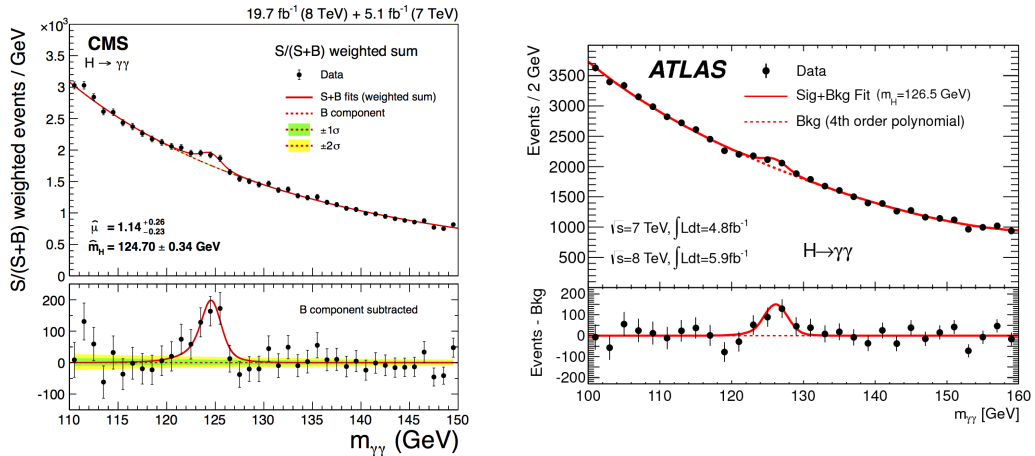 19.7 fb⁻¹ (8 TeV) + 5.1 fb⁻¹ (7 TeV)
×10³
S/(S+B) weighted events / GeV
3.5
3
2.5
2
1.5
1
0.5
0
CMS
H → γγ
S/(S+B) weighted sum
Data
S+B fits (weighted sum)
B component
±1σ
±2σ
μ̂ = 1.14 +0.26 −0.23
m̂H = 124.70 ± 0.34 GeV
200
100
0
-100
B component subtracted
110 115 120 125 130 135 140 145 150
mγγ (GeV)
Events / 2 GeV
3500
3000
2500
2000
1500
1000
500
ATLAS
Data
Sig+Bkg Fit (mH=126.5 GeV)
Bkg (4th order polynomial)
√s=7 TeV, ∫Ldt=4.8fb⁻¹
√s=8 TeV, ∫Ldt=5.9fb⁻¹
H→γγ
Events - Bkg
200
100
0
-100
-200
100 110 120 130 140 150 160
mγγ [GeV]